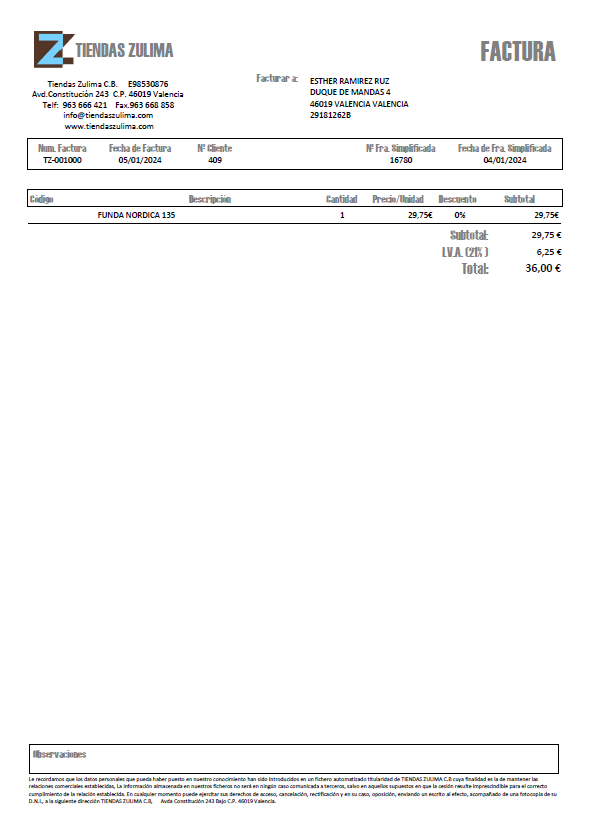 TIENDAS ZULIMA
FACTURA
Tiendas Zulima C.B. E98530876
Avd.Constitución 243 C.P. 46019 Valencia
Telf: 963 666 421 Fax.963 668 858
info@tiendaszulima.com
www.tiendaszulima.com
Facturar a:
ESTHER RAMIREZ RUZ
DUQUE DE MANDAS 4
46019 VALENCIA VALENCIA
29181262B
Num. Factura Fecha de Factura Nº Cliente Nº Fra. Simplificada Fecha de Fra. Simplificada
TZ-001000 05/01/2024 409 16780 04/01/2024
Código Descripción Cantidad Precio/Unidad Descuento Subtotal
FUNDA NORDICA 135 1 29,75€ 0% 29,75€
Subtotal: 29,75 €
I.V.A. (21% ) 6,25 €
Total: 36,00 €
Observaciones
Le recordamos que los datos personales que pueda haber puesto en nuestro conocimiento han sido introducidos en un fichero automatizado titularidad de TIENDAS ZULIMA C.B cuya finalidad es la de mantener las
relaciones comerciales establecidas, La información almacenada en nuestros ficheros no será en ningún caso comunicada a terceros, salvo en aquellos supuestos en que la cesión resulte imprescindible para el correcto
cumplimiento de la relación establecida. En cualquier momento puede ejercitar sus derechos de acceso, cancelación, rectificación y en su caso, oposición, enviando un escrito al efecto, acompañado de una fotocopia de su
D.N.I., a la siguiente dirección TIENDAS ZULIMA C.B, Avda Constitución 243 Bajo C.P. 46019 Valencia.